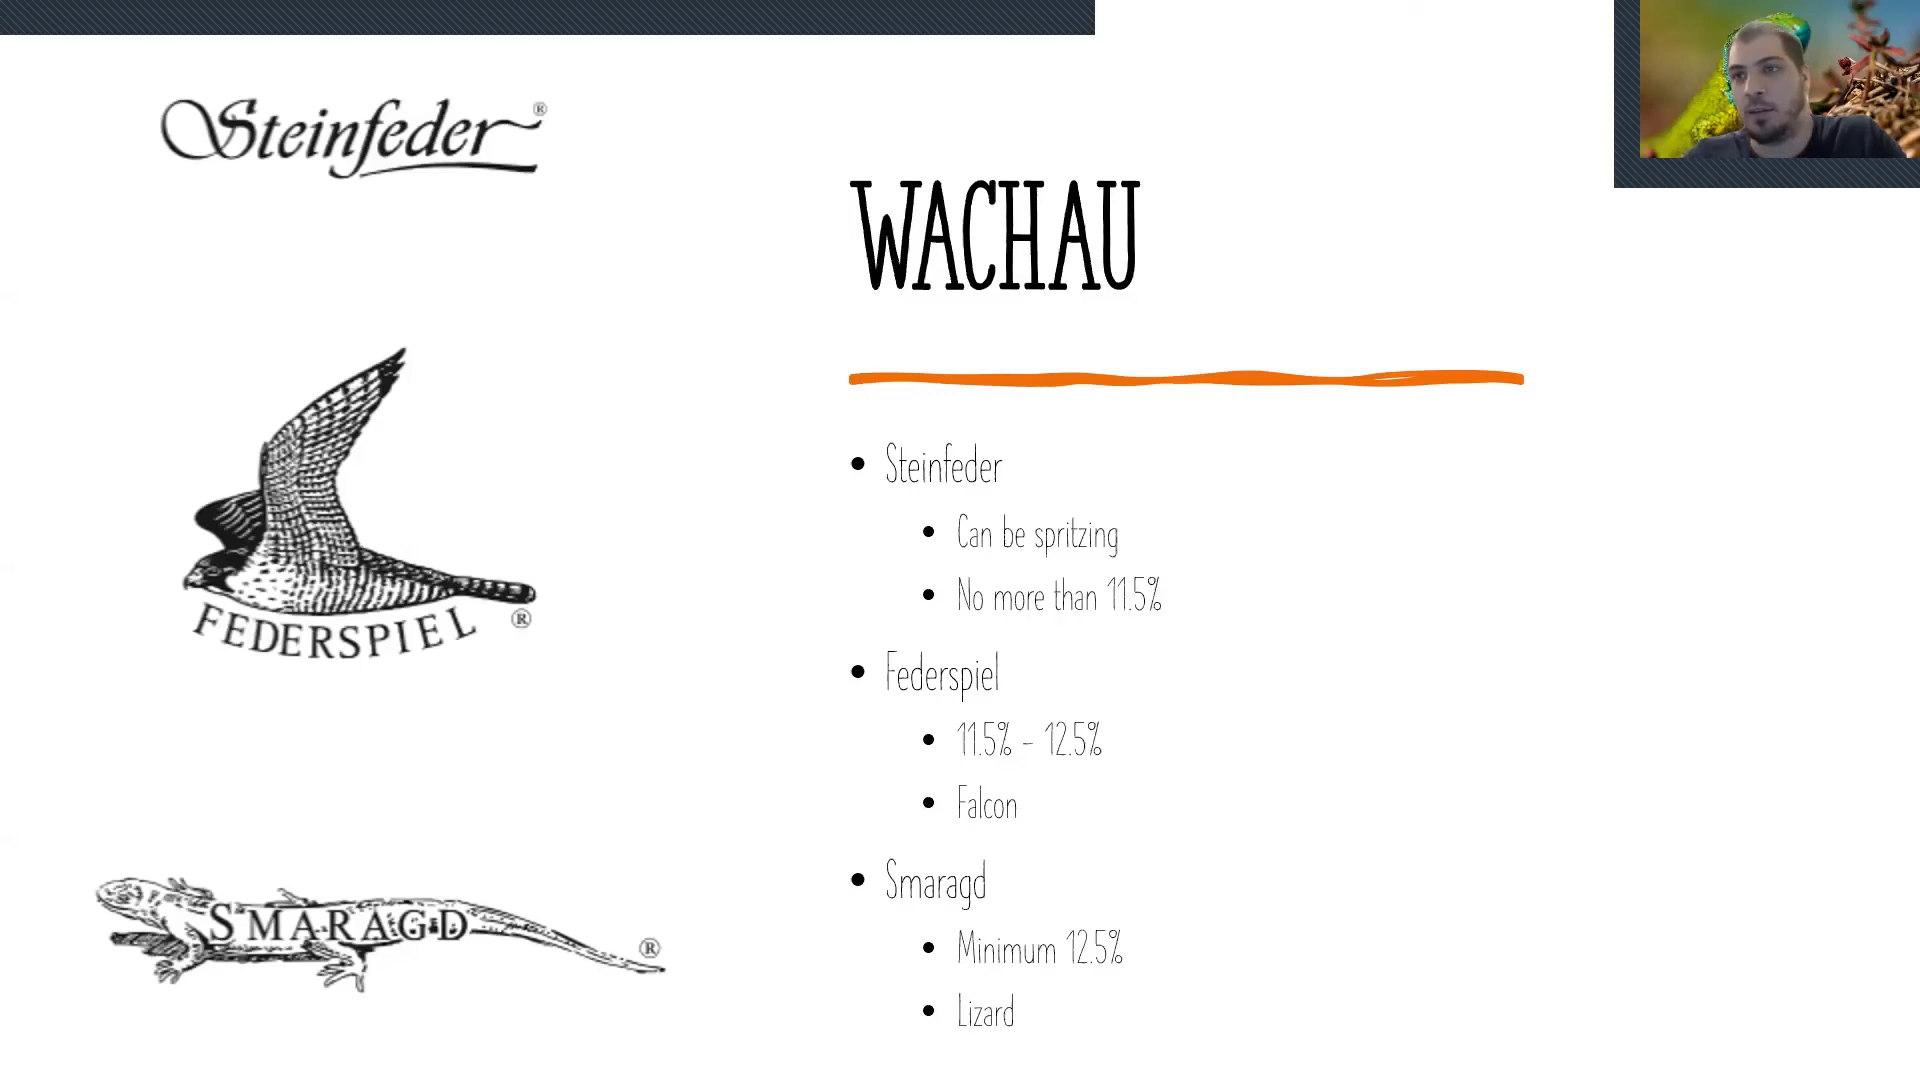 Steinfeder®
FEDERSPIEL®
SMARAGD®
WACHAU
• Steinfeder
• Can be spritzing
• No more than 11.5%
• Federspiel
• 11.5% – 12.5%
• Falcon
• Smaragd
• Minimum 12.5%
• Lizard